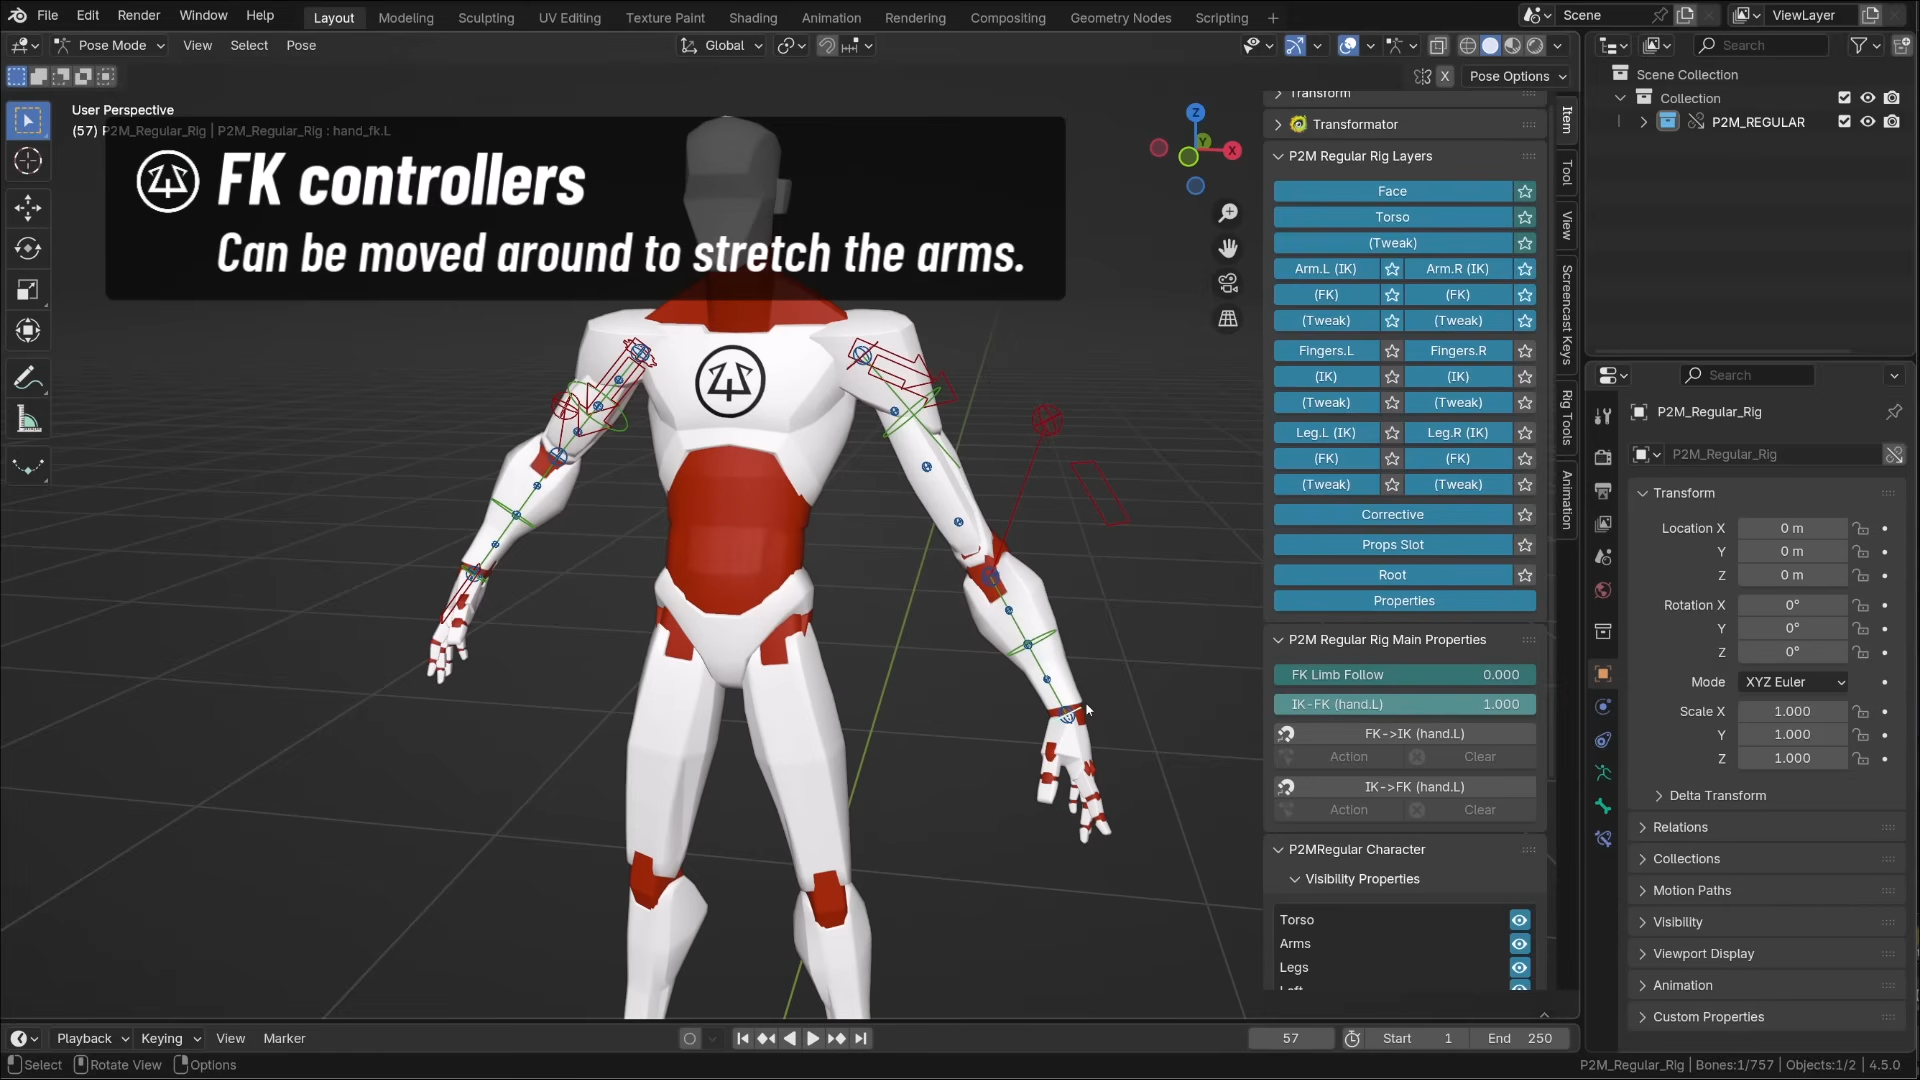 File Edit Render Window Help Layout Modeling Sculpting UV Editing Texture Paint Shading Animation Rendering Compositing Geometry Nodes Scripting + Scene ViewLayer
Pose Mode View Select Pose Global Search
X Pose Options
User Perspective
(57) P2M_Regular_Rig | P2M_Regular_Rig : hand_fk.L
FK controllers
Can be moved around to stretch the arms.
Z
Y
X
Transform
Transformator
P2M Regular Rig Layers
Face
Torso
(Tweak)
Arm.L (IK) Arm.R (IK)
(FK) (FK)
(Tweak) (Tweak)
Fingers.L Fingers.R
(IK) (IK)
(Tweak) (Tweak)
Leg.L (IK) Leg.R (IK)
(FK) (FK)
(Tweak) (Tweak)
Corrective
Props Slot
Root
Properties
P2M Regular Rig Main Properties
FK Limb Follow 0.000
IK-FK (hand.L) 1.000
FK->IK (hand.L)
Action Clear
IK->FK (hand.L)
Action Clear
P2MRegular Character
Visibility Properties
Torso
Arms
Legs
Item
Tool
View
Screencast Keys
Rig Tools
Animation
Scene Collection
Collection
P2M_REGULAR
Search
P2M_Regular_Rig
P2M_Regular_Rig
Transform
Location X 0 m
Y 0 m
Z 0 m
Rotation X 0°
Y 0°
Z 0°
Mode XYZ Euler
Scale X 1.000
Y 1.000
Z 1.000
Delta Transform
Relations
Collections
Motion Paths
Visibility
Viewport Display
Animation
Custom Properties
Playback Keying View Marker 57 Start 1 End 250
Select Rotate View Options P2M_Regular_Rig | Bones:1/757 | Objects:1/2 | 4.5.0